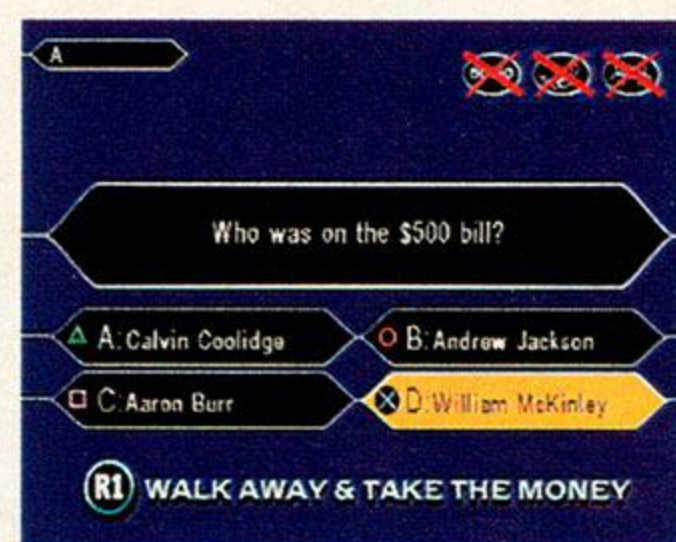 A
Who was on the $500 bill?
A: Calvin Coolidge
B: Andrew Jackson
C: Aaron Burr
D: William McKinley
R1 WALK AWAY & TAKE THE MONEY